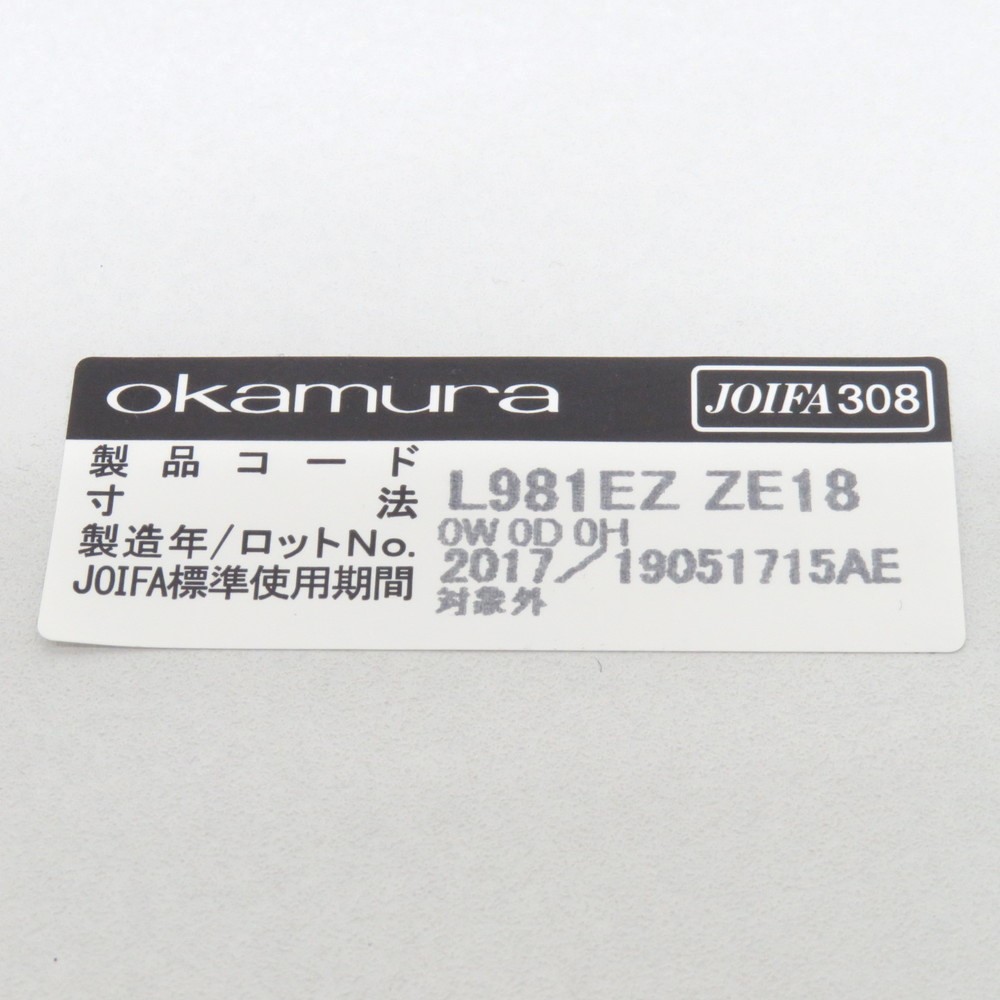 okamura JOIFA308
製品コード L981EZ ZE18
寸法 0W 0D 0H
製造年/ロットNo. 2017/19051715AE
JOIFA標準使用期間 対象外